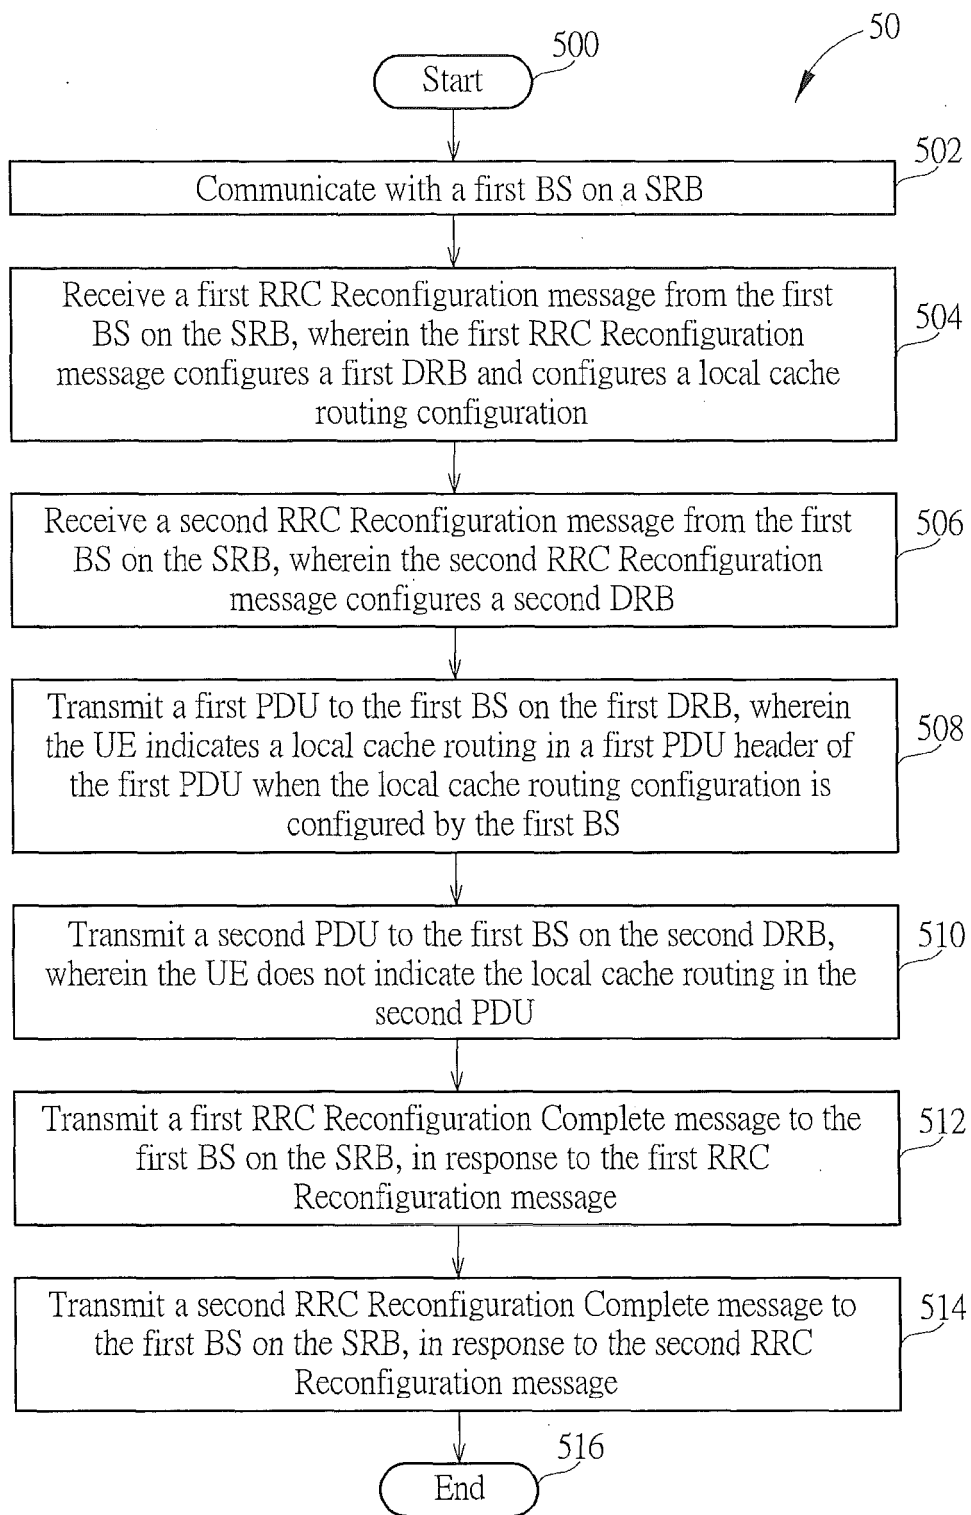 50
500
Start
502
Communicate with a first BS on a SRB
Receive a first RRC Reconfiguration message from the first
BS on the SRB, wherein the first RRC Reconfiguration
message configures a first DRB and configures a local cache
routing configuration
504
Receive a second RRC Reconfiguration message from the first
BS on the SRB, wherein the second RRC Reconfiguration
message configures a second DRB
506
Transmit a first PDU to the first BS on the first DRB, wherein
the UE indicates a local cache routing in a first PDU header of
the first PDU when the local cache routing configuration is
configured by the first BS
508
Transmit a second PDU to the first BS on the second DRB,
wherein the UE does not indicate the local cache routing in the
second PDU
510
Transmit a first RRC Reconfiguration Complete message to the
first BS on the SRB, in response to the first RRC
Reconfiguration message
512
Transmit a second RRC Reconfiguration Complete message to
the first BS on the SRB, in response to the second RRC
Reconfiguration message
514
516
End